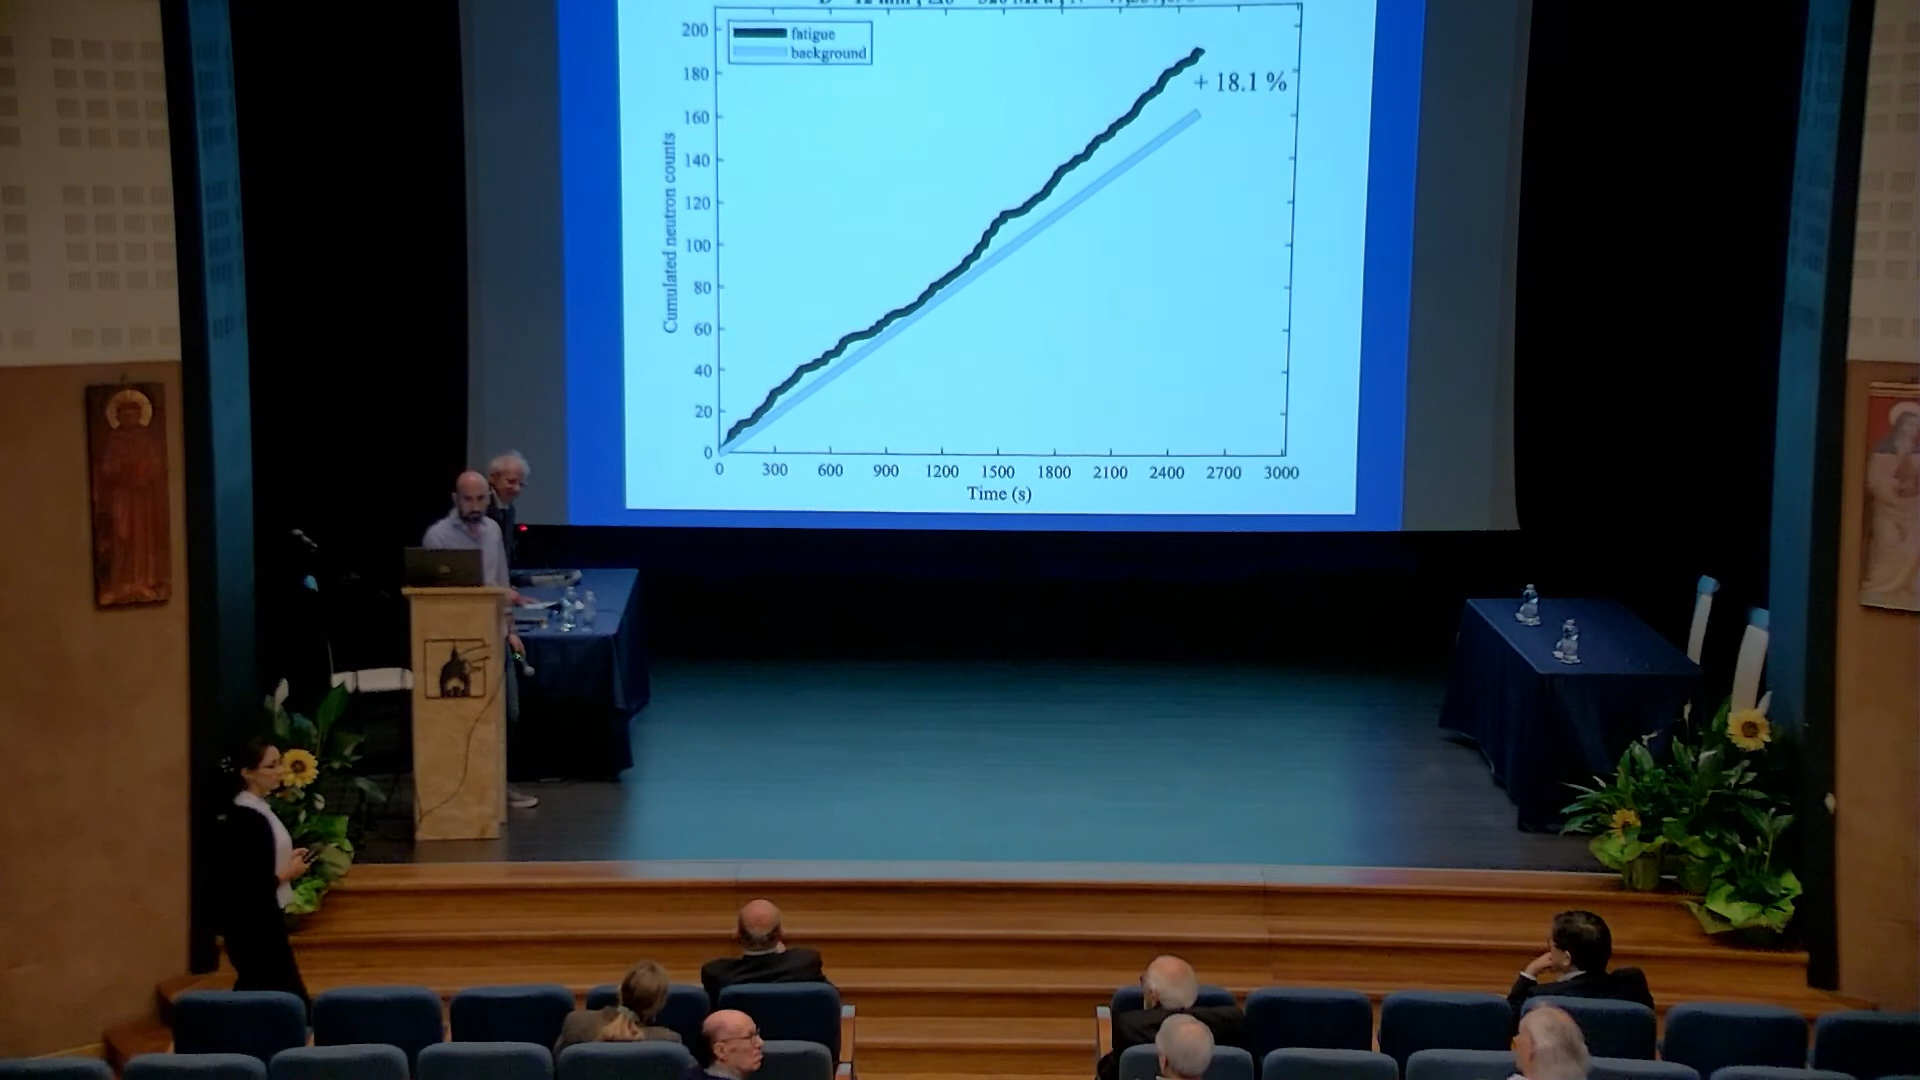 200
fatigue
background
180
+ 18.1 %
160
140
120
100
80
60
40
20
0
Cumulated neutron counts
0 300 600 900 1200 1500 1800 2100 2400 2700 3000
Time (s)